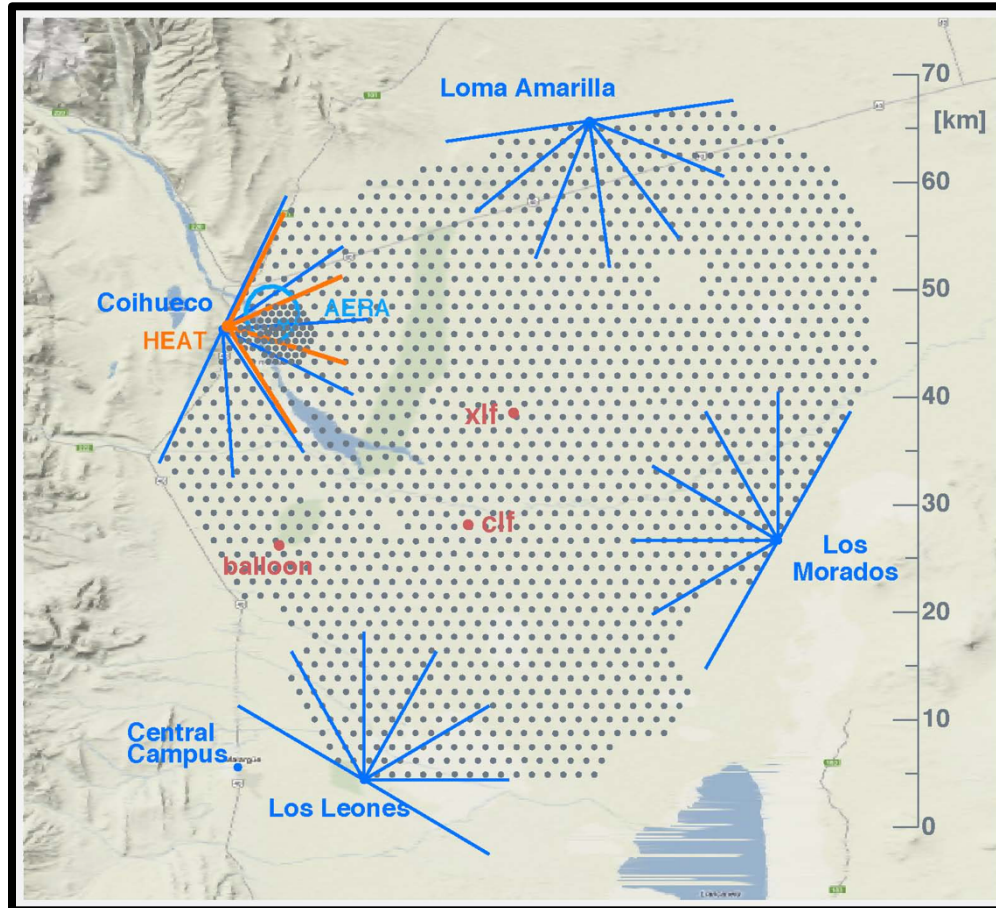 Loma Amarilla
70
[km]
60
Coihueco
AERA
50
HEAT
40
xlf
30
clf
balloon
Los
Morados
20
Central
Campus
10
Malargüe
Los Leones
0